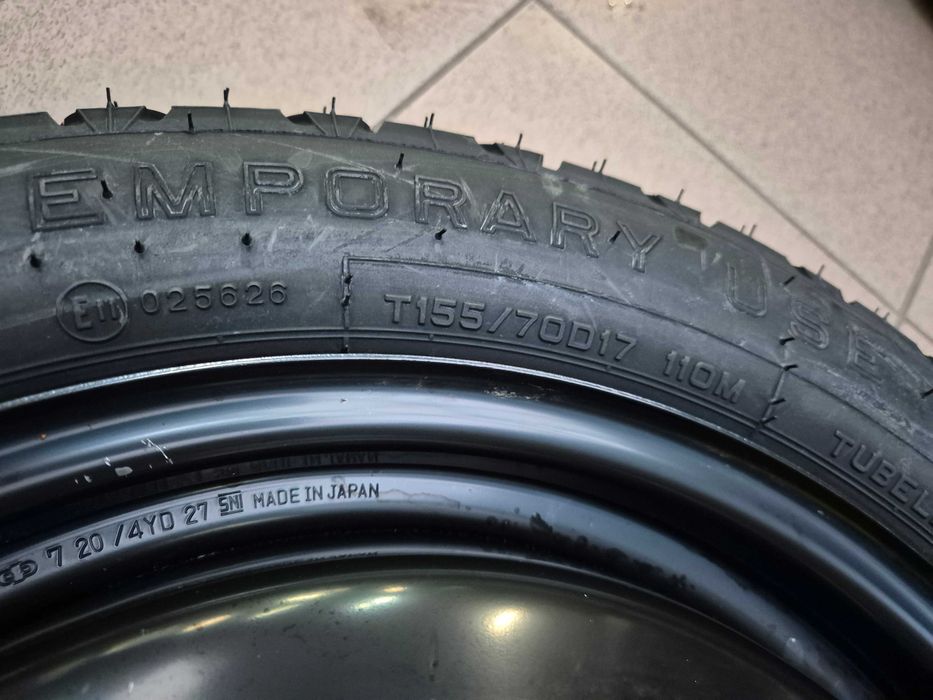 EMPORARY USE
E11 025626
T155/70D17 110M
TUBEL
7 20 /4YD 27 SNI MADE IN JAPAN